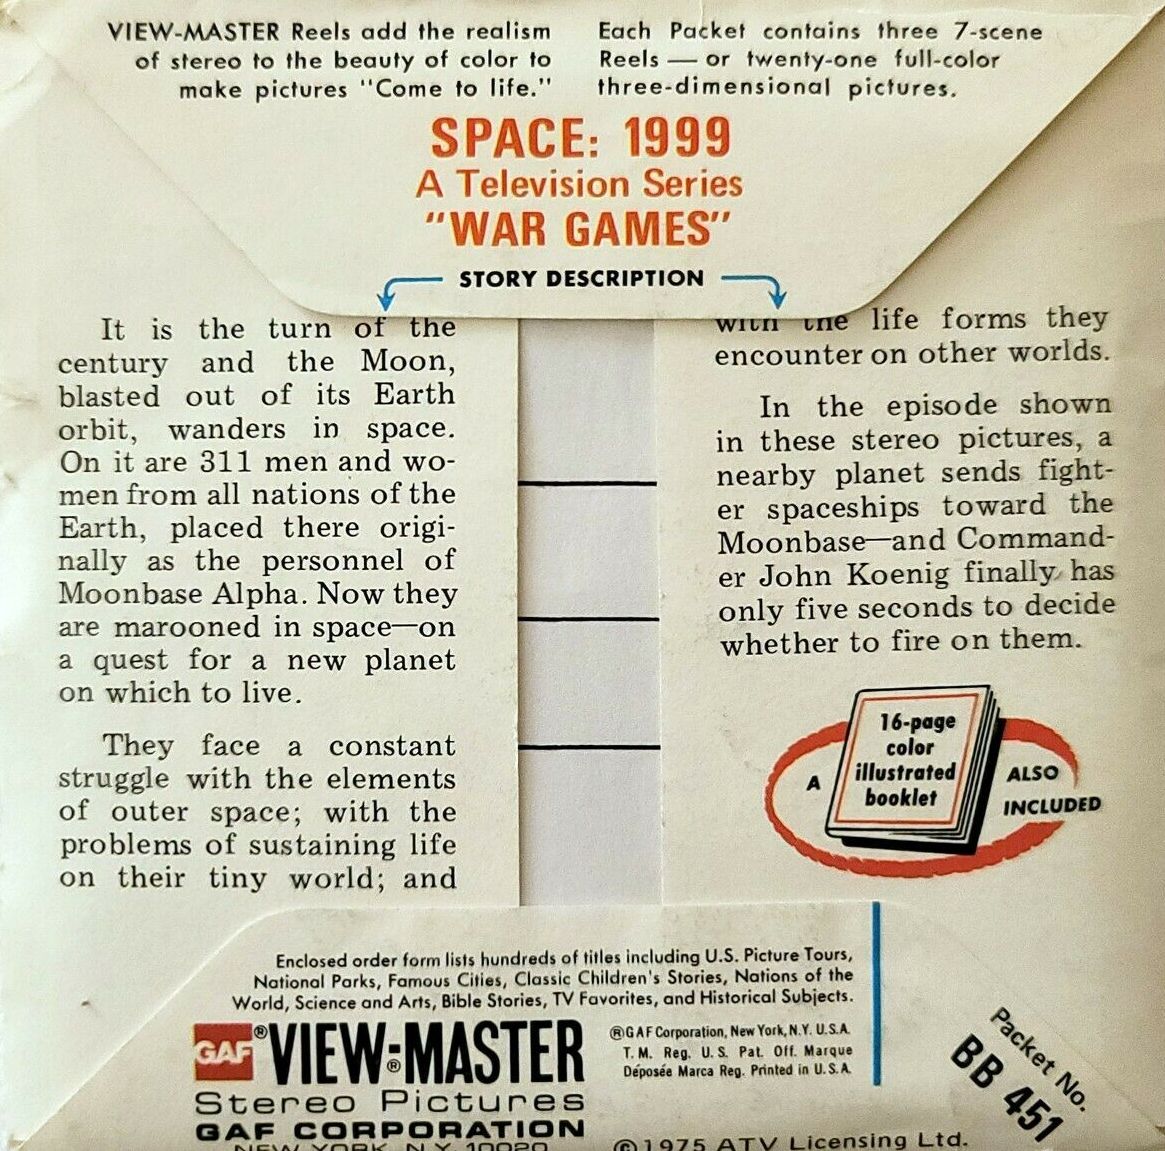 VIEW-MASTER Reels add the realism
of stereo to the beauty of color to
make pictures "Come to life."
Each Packet contains three 7-scene
Reels — or twenty-one full-color
three-dimensional pictures.
SPACE: 1999
A Television Series
"WAR GAMES"
STORY DESCRIPTION
It is the turn of the
century and the Moon,
blasted out of its Earth
orbit, wanders in space.
On it are 311 men and wo-
men from all nations of the
Earth, placed there origi-
nally as the personnel of
Moonbase Alpha. Now they
are marooned in space—on
a quest for a new planet
on which to live.
They face a constant
struggle with the elements
of outer space; with the
problems of sustaining life
on their tiny world; and
with the life forms they
encounter on other worlds.
In the episode shown
in these stereo pictures, a
nearby planet sends fight-
er spaceships toward the
Moonbase—and Command-
er John Koenig finally has
only five seconds to decide
whether to fire on them.
A
16-page
color
illustrated
booklet
ALSO
INCLUDED
Enclosed order form lists hundreds of titles including U.S. Picture Tours,
National Parks, Famous Cities, Classic Children's Stories, Nations of the
World, Science and Arts, Bible Stories, TV Favorites, and Historical Subjects.
GAF ® VIEW-MASTER ®
Stereo Pictures
GAF CORPORATION
NEW YORK, N.Y. 10020
® GAF Corporation, New York, N.Y. U.S.A.
T. M. Reg. U. S. Pat. Off. Marque
Déposée Marca Reg. Printed in U. S. A.
© 1975 ATV Licensing Ltd.
Packet No.
BB 451